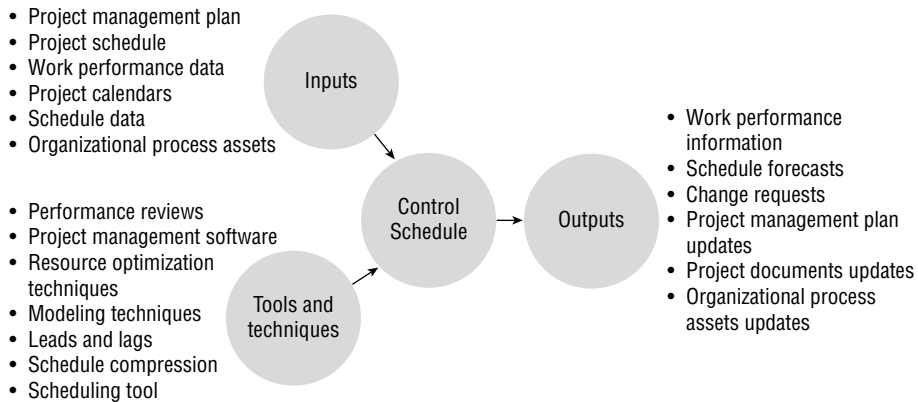 • Project management plan
• Project schedule
• Work performance data
• Project calendars
• Schedule data
• Organizational process assets
Inputs
• Performance reviews
• Project management software
• Resource optimization
techniques
• Modeling techniques
• Leads and lags
• Schedule compression
• Scheduling tool
Tools and
techniques
Control
Schedule
Outputs
• Work performance
information
• Schedule forecasts
• Change requests
• Project management plan
updates
• Project documents updates
• Organizational process
assets updates